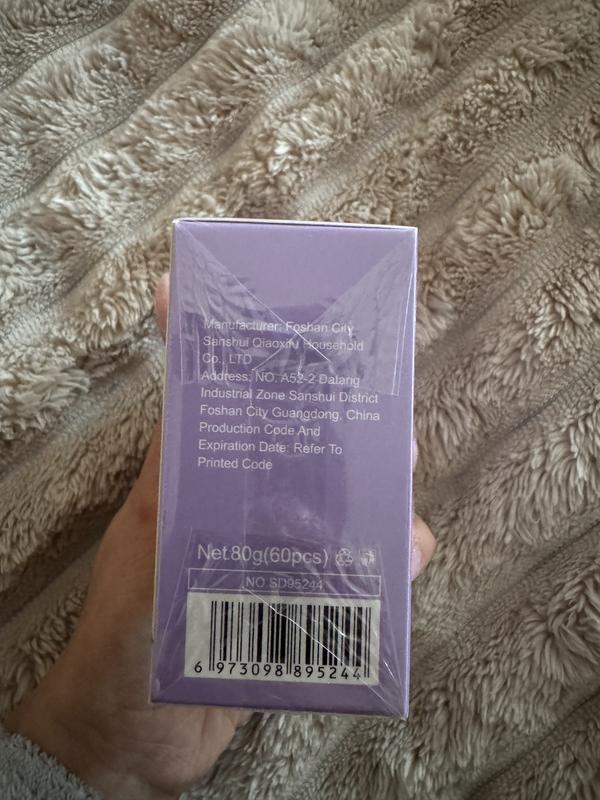 Manufacturer: Foshan City
Sanshui Qiaoxifu Household
Co., LTD
Address: NO. A52-2 Dalang
Industrial Zone Sanshui District
Foshan City Guangdong, China
Production Code And
Expiration Date: Refer To
Printed Code
Net.80g(60pcs)
NO.SD95244
6 973098 895244